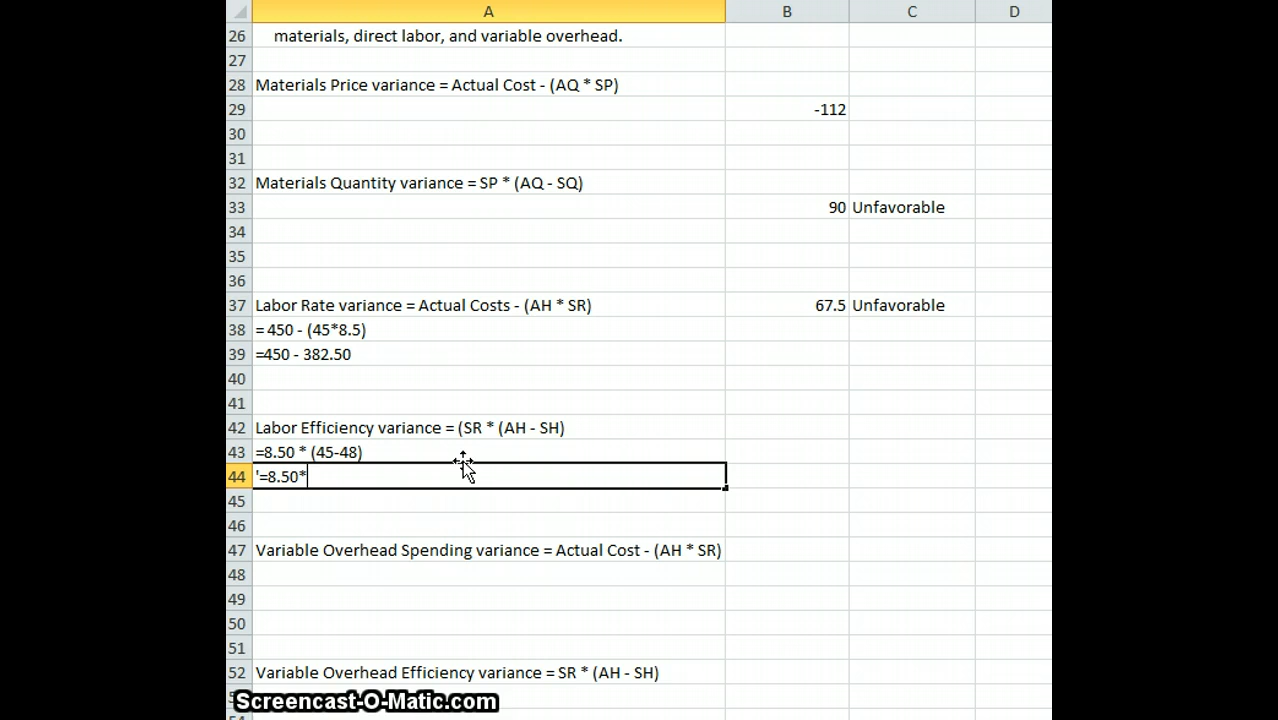 A B C D
26 materials, direct labor, and variable overhead.
27
28 Materials Price variance = Actual Cost - (AQ * SP)
29 -112
30
31
32 Materials Quantity variance = SP * (AQ - SQ)
33 90 Unfavorable
34
35
36
37 Labor Rate variance = Actual Costs - (AH * SR) 67.5 Unfavorable
38 = 450 - (45*8.5)
39 =450 - 382.50
40
41
42 Labor Efficiency variance = (SR * (AH - SH)
43 =8.50 * (45-48)
44 '=8.50*
45
46
47 Variable Overhead Spending variance = Actual Cost - (AH * SR)
48
49
50
51
52 Variable Overhead Efficiency variance = SR * (AH - SH)
Screencast-O-Matic.com